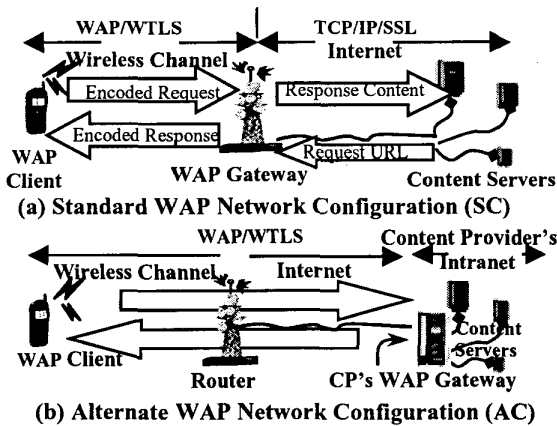 WAP/WTLS TCP/IP/SSL
Internet
Wireless Channel
Encoded Request Response Content
Encoded Response Request URL
WAP Client
WAP Gateway
Content Servers
(a) Standard WAP Network Configuration (SC)
WAP/WTLS Content Provider's Intranet
Wireless Channel Internet
Content Servers
WAP Client
Router
CP's WAP Gateway
(b) Alternate WAP Network Configuration (AC)